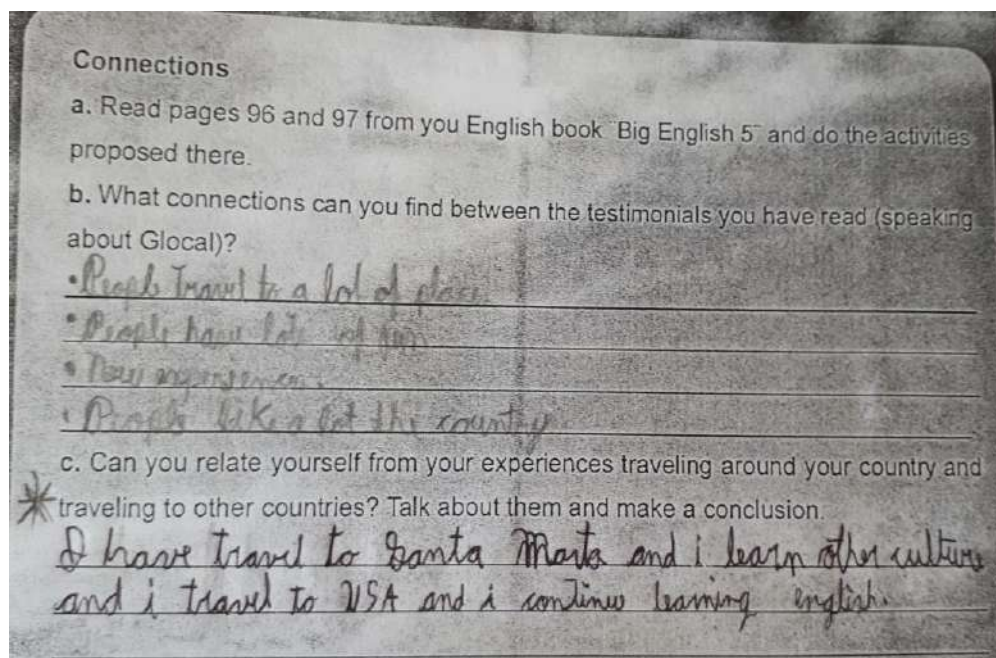 Connections
a. Read pages 96 and 97 from you English book ¨Big English 5¨ and do the activities
proposed there.
b. What connections can you find between the testimonials you have read (speaking
about Glocal)?
• People Travel to a lot of places
• People have lots of fun
• New
• People like a lot the country
c. Can you relate yourself from your experiences traveling around your country and
traveling to other countries? Talk about them and make a conclusion.
I have travel to Santa Marta and i learn other culture
and i travel to USA and i continue learning english.